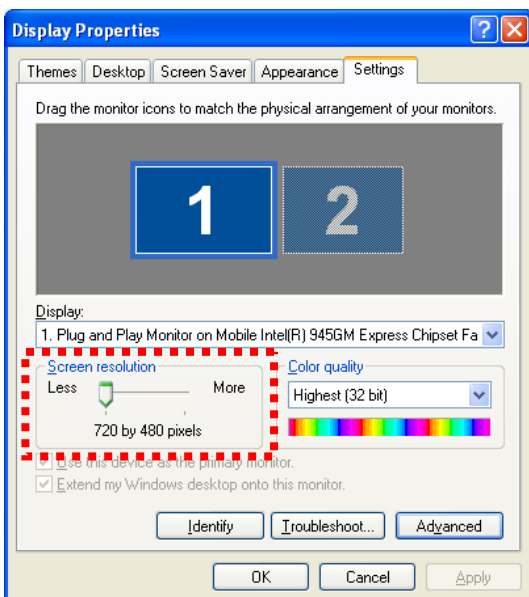 Display Properties
Themes Desktop Screen Saver Appearance Settings
Drag the monitor icons to match the physical arrangement of your monitors.
1 2
Display:
1. Plug and Play Monitor on Mobile Intel(R) 945GM Express Chipset Fa
Screen resolution
Less More
720 by 480 pixels
Color quality
Highest (32 bit)
Use this device as the primary monitor.
Extend my Windows desktop onto this monitor.
Identify Troubleshoot... Advanced
OK Cancel Apply